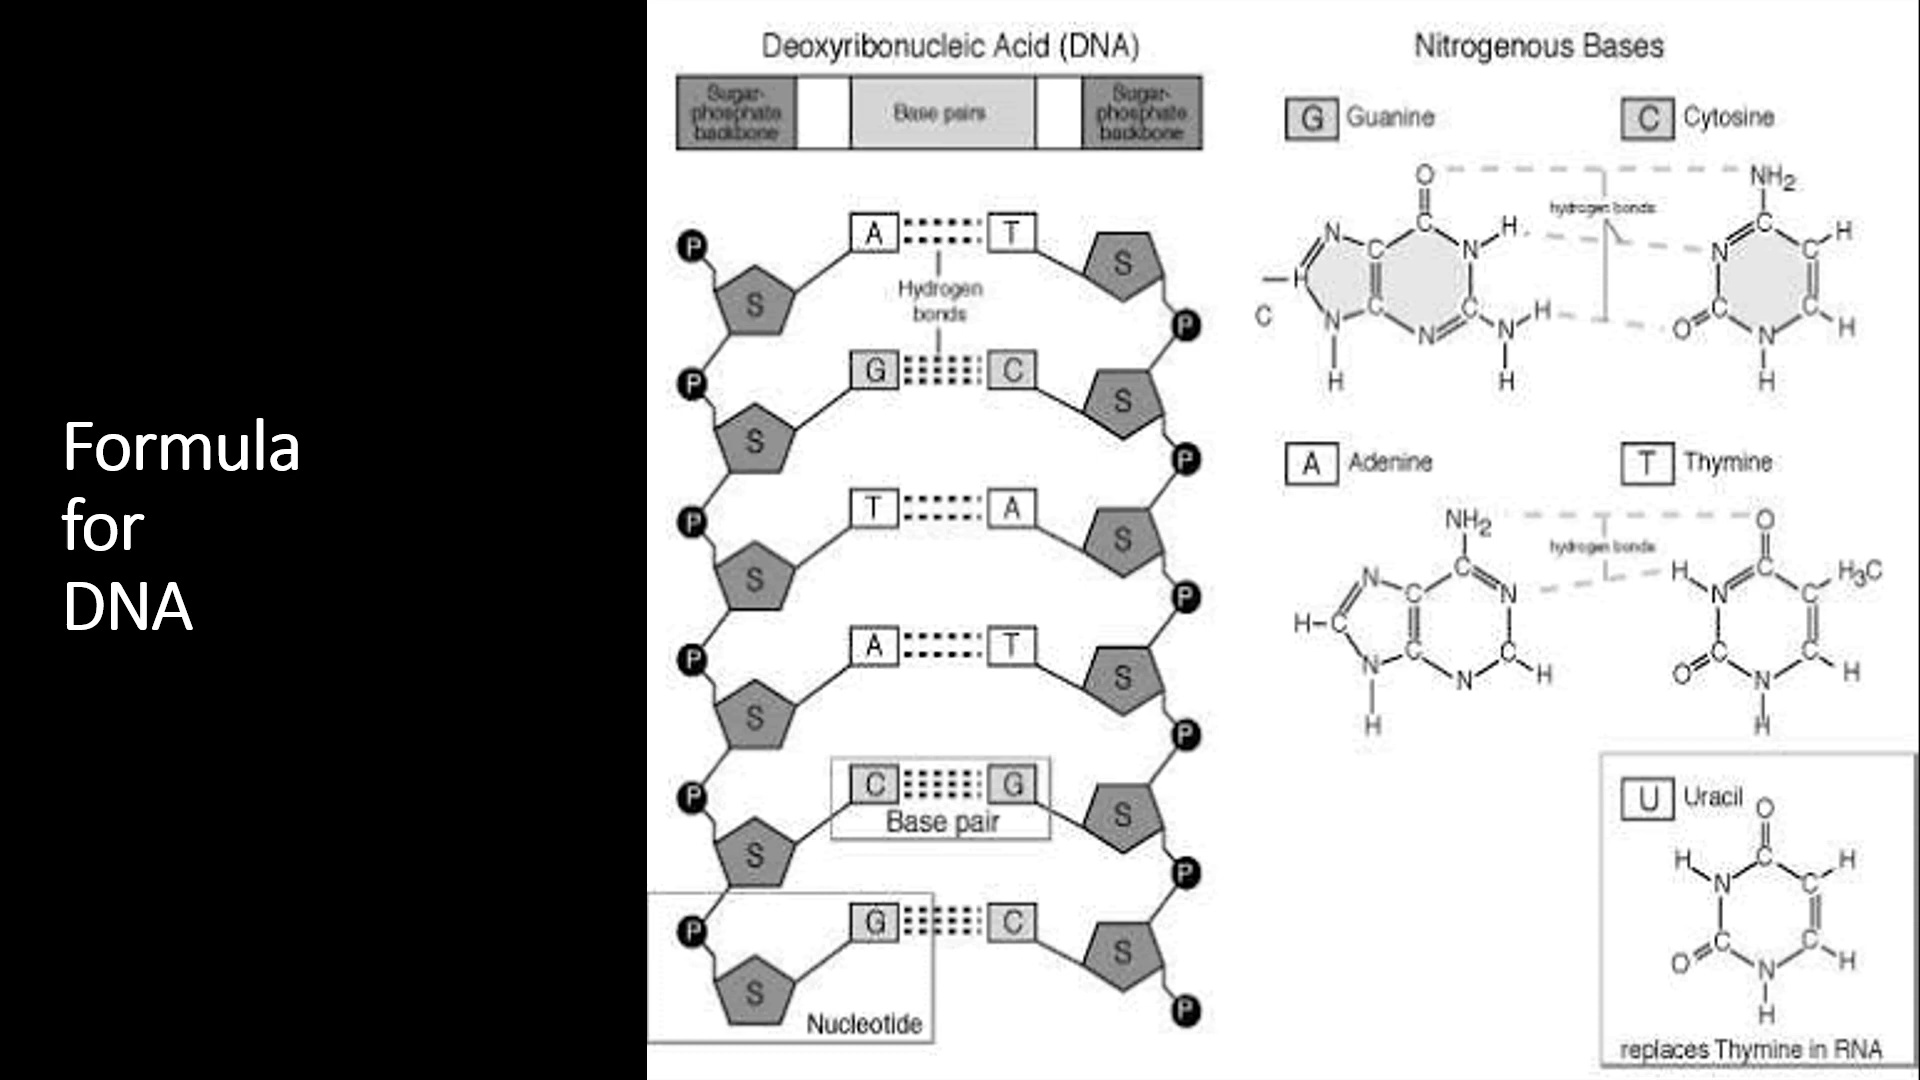 Formula
for
DNA
Deoxyribonucleic Acid (DNA)
Sugar-
phosphate
backbone
Base pairs
Sugar-
phosphate
backbone
P
S
A
T
S
P
Hydrogen
bonds
P
S
G
C
S
P
P
S
T
A
S
P
P
S
A
T
S
P
P
S
C
G
Base pair
S
P
P
S
G
C
S
P
Nucleotide
Nitrogenous Bases
G Guanine
O
C
N
C
N
H
H
C
C
N
H
N
C
N
H
H
hydrogen bonds
C Cytosine
NH2
C
N
C
H
C
O
N
H
C
H
A Adenine
NH2
C
N
C
N
H
C
N
H
C
N
C
H
hydrogen bonds
T Thymine
O
C
H
N
C
H3C
O
C
N
H
C
H
U Uracil
O
C
H
N
C
H
O
C
N
H
C
H
replaces Thymine in RNA